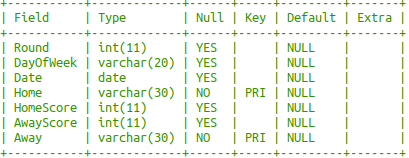 +-----------+-------------+------+-----+---------+-------+
| Field     | Type        | Null | Key | Default | Extra |
+-----------+-------------+------+-----+---------+-------+
| Round     | int(11)     | YES  |     | NULL    |       |
| DayOfWeek | varchar(20) | YES  |     | NULL    |       |
| Date      | date        | YES  |     | NULL    |       |
| Home      | varchar(30) | NO   | PRI | NULL    |       |
| HomeScore | int(11)     | YES  |     | NULL    |       |
| AwayScore | int(11)     | YES  |     | NULL    |       |
| Away      | varchar(30) | NO   | PRI | NULL    |       |
+-----------+-------------+------+-----+---------+-------+